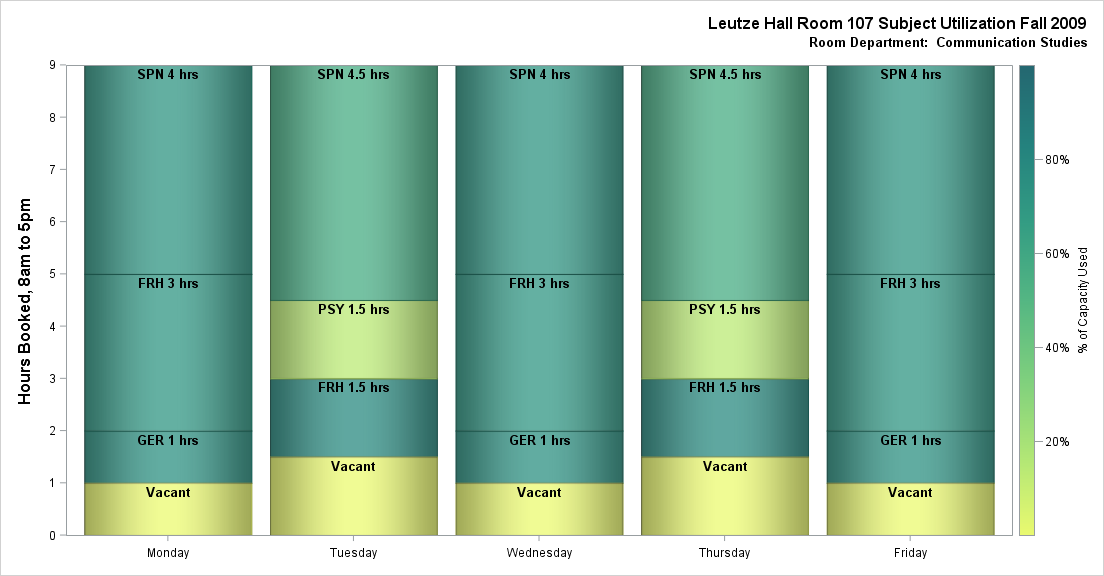 Leutze Hall Room 107 Subject Utilization Fall 2009
Room Department:  Communication Studies
Hours Booked, 8am to 5pm
9
8
7
6
5
4
3
2
1
0
SPN 4 hrs
FRH 3 hrs
GER 1 hrs
Vacant
SPN 4.5 hrs
PSY 1.5 hrs
FRH 1.5 hrs
Vacant
SPN 4 hrs
FRH 3 hrs
GER 1 hrs
Vacant
SPN 4.5 hrs
PSY 1.5 hrs
FRH 1.5 hrs
Vacant
SPN 4 hrs
FRH 3 hrs
GER 1 hrs
Vacant
Monday
Tuesday
Wednesday
Thursday
Friday
80%
60%
40%
20%
% of Capacity Used